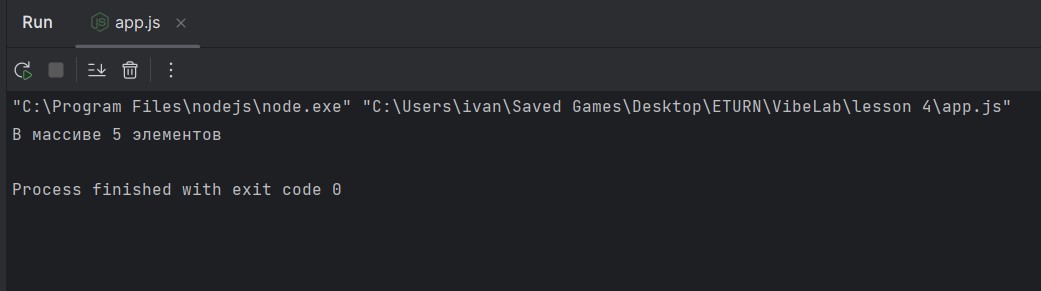 Run app.js
"C:\Program Files\nodejs\node.exe" "C:\Users\ivan\Saved Games\Desktop\ETURN\VibeLab\lesson 4\app.js"
В массиве 5 элементов
Process finished with exit code 0